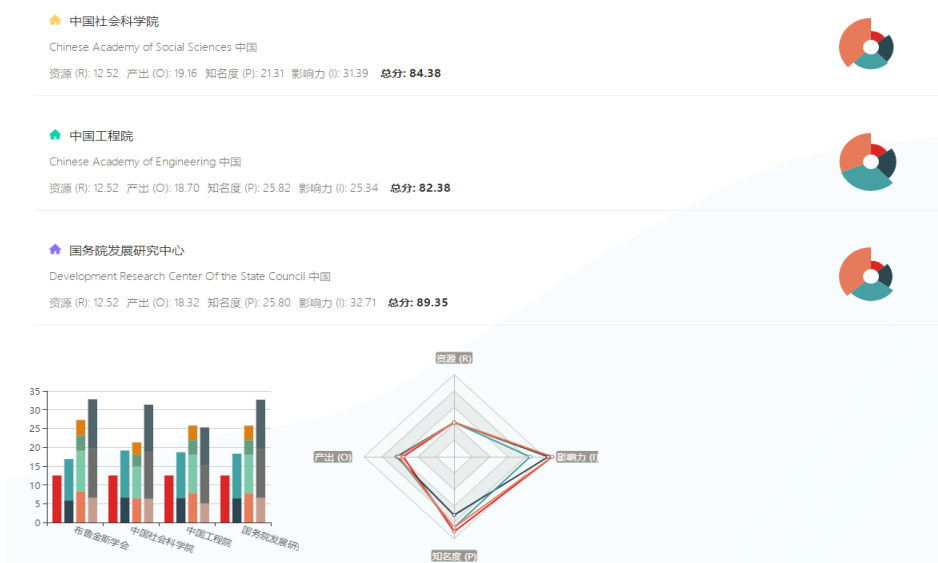 中国社会科学院
Chinese Academy of Social Sciences 中国
资源 (R): 12.52 产出 (O): 19.16 知名度 (P): 21.31 影响力 (I): 31.39 总分: 84.38
中国工程院
Chinese Academy of Engineering 中国
资源 (R): 12.52 产出 (O): 18.70 知名度 (P): 25.82 影响力 (I): 25.34 总分: 82.38
国务院发展研究中心
Development Research Center Of the State Council 中国
资源 (R): 12.52 产出 (O): 18.32 知名度 (P): 25.80 影响力 (I): 32.71 总分: 89.35
35
30
25
20
15
10
5
0
布鲁金斯学会
中国社会科学院
中国工程院
国务院发展研
资源 (R)
产出 (O)
影响力 (I)
知名度 (P)